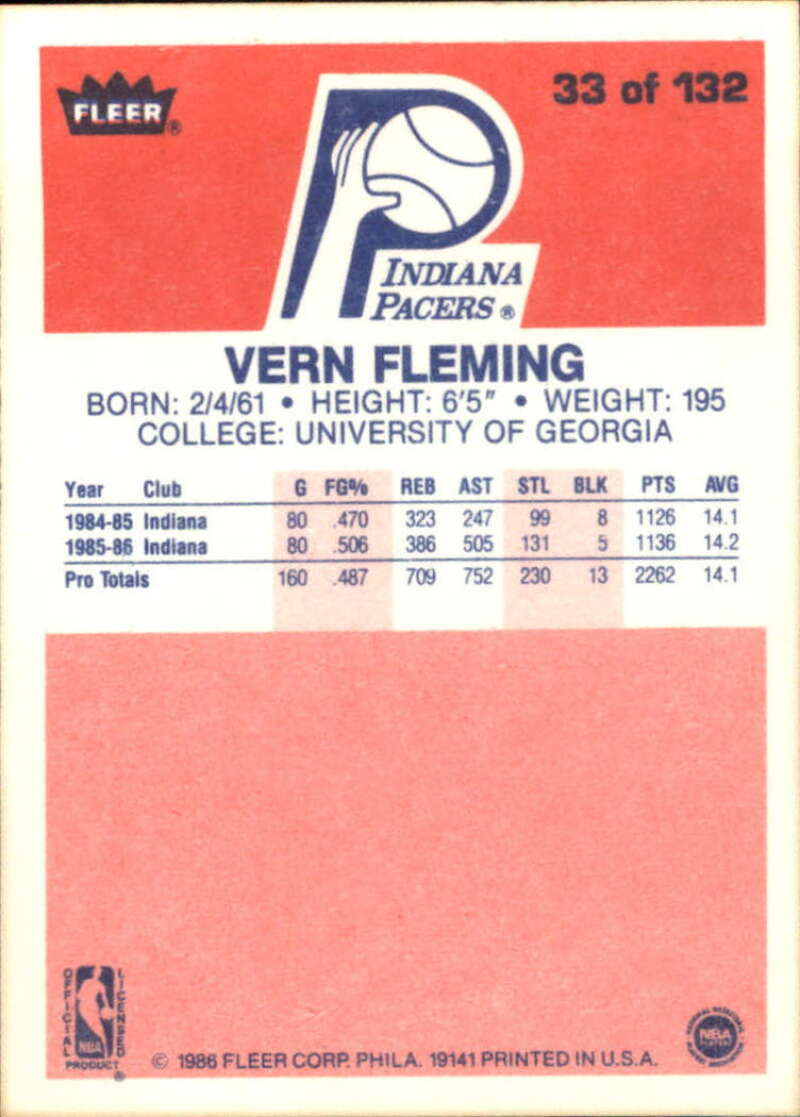 FLEER®
33 of 132
INDIANA
PACERS ®
VERN FLEMING
BORN: 2/4/61 • HEIGHT: 6'5" • WEIGHT: 195
COLLEGE: UNIVERSITY OF GEORGIA
Year Club G FG% REB AST STL BLK PTS AVG
1984-85 Indiana 80 .470 323 247 99 8 1126 14.1
1985-86 Indiana 80 .506 386 505 131 5 1136 14.2
Pro Totals 160 .487 709 752 230 13 2262 14.1
OFFICIAL
LICENSED
NBA
PRODUCT ®
© 1986 FLEER CORP. PHILA. 19141 PRINTED IN U.S.A.
NATIONAL BASKETBALL
NBA
PLAYERS